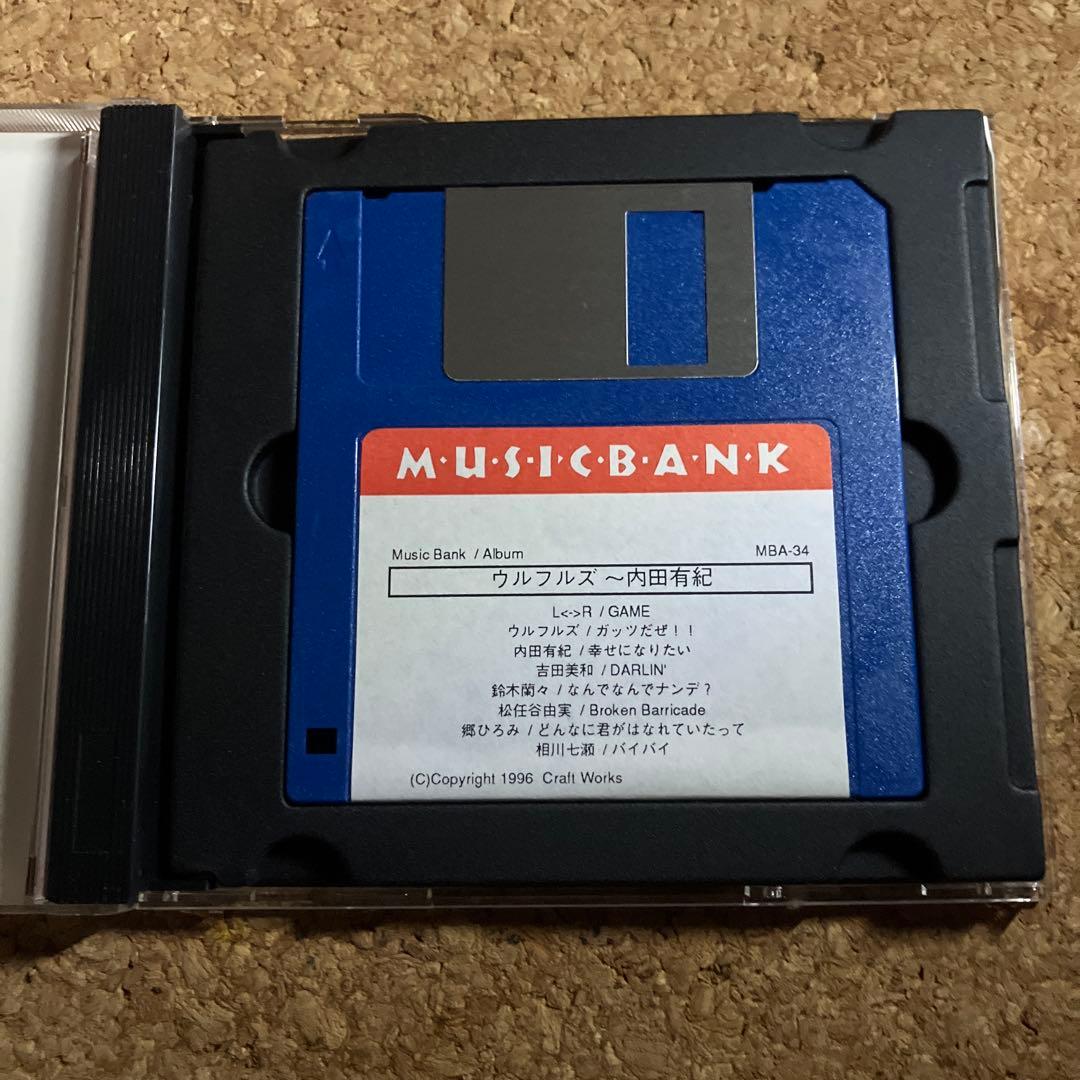 M·U·S·I·C·B·A·N·K
Music Bank / Album MBA-34
ウルフルズ ～内田有紀
L<->R / GAME
ウルフルズ / ガッツだぜ！！
内田有紀 / 幸せになりたい
吉田美和 / DARLIN'
鈴木蘭々 / なんでなんでナンデ？
松任谷由実 / Broken Barricade
郷ひろみ / どんなに君がはなれていたって
相川七瀬 / バイバイ
(C)Copyright 1996 Craft Works